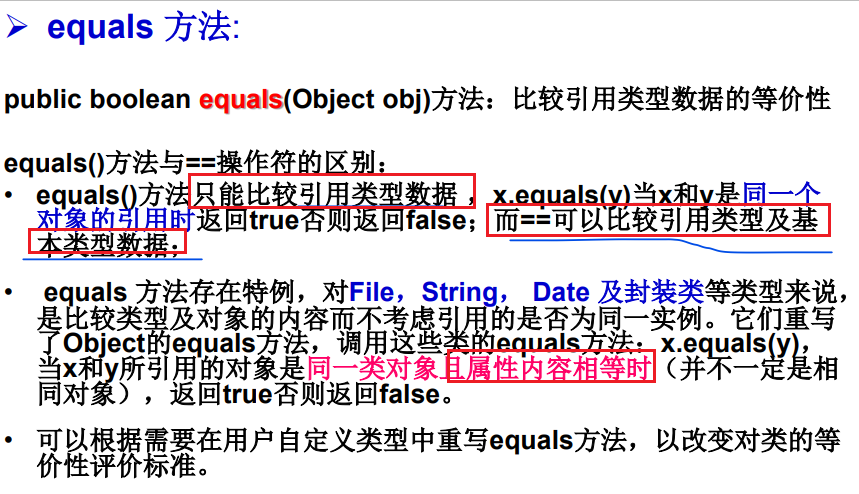 ➢ equals 方法:
public boolean equals(Object obj)方法：比较引用类型数据的等价性
equals()方法与==操作符的区别：
• equals()方法只能比较引用类型数据 ，x.equals(y)当x和y是同一个
对象的引用时返回true否则返回false；而==可以比较引用类型及基
本类型数据；
• equals 方法存在特例，对File，String， Date 及封装类等类型来说，
是比较类型及对象的内容而不考虑引用的是否为同一实例。它们重写
了Object的equals方法，调用这些类的equals方法：x.equals(y)，
当x和y所引用的对象是同一类对象且属性内容相等时（并不一定是相
同对象），返回true否则返回false。
• 可以根据需要在用户自定义类型中重写equals方法，以改变对类的等
价性评价标准。